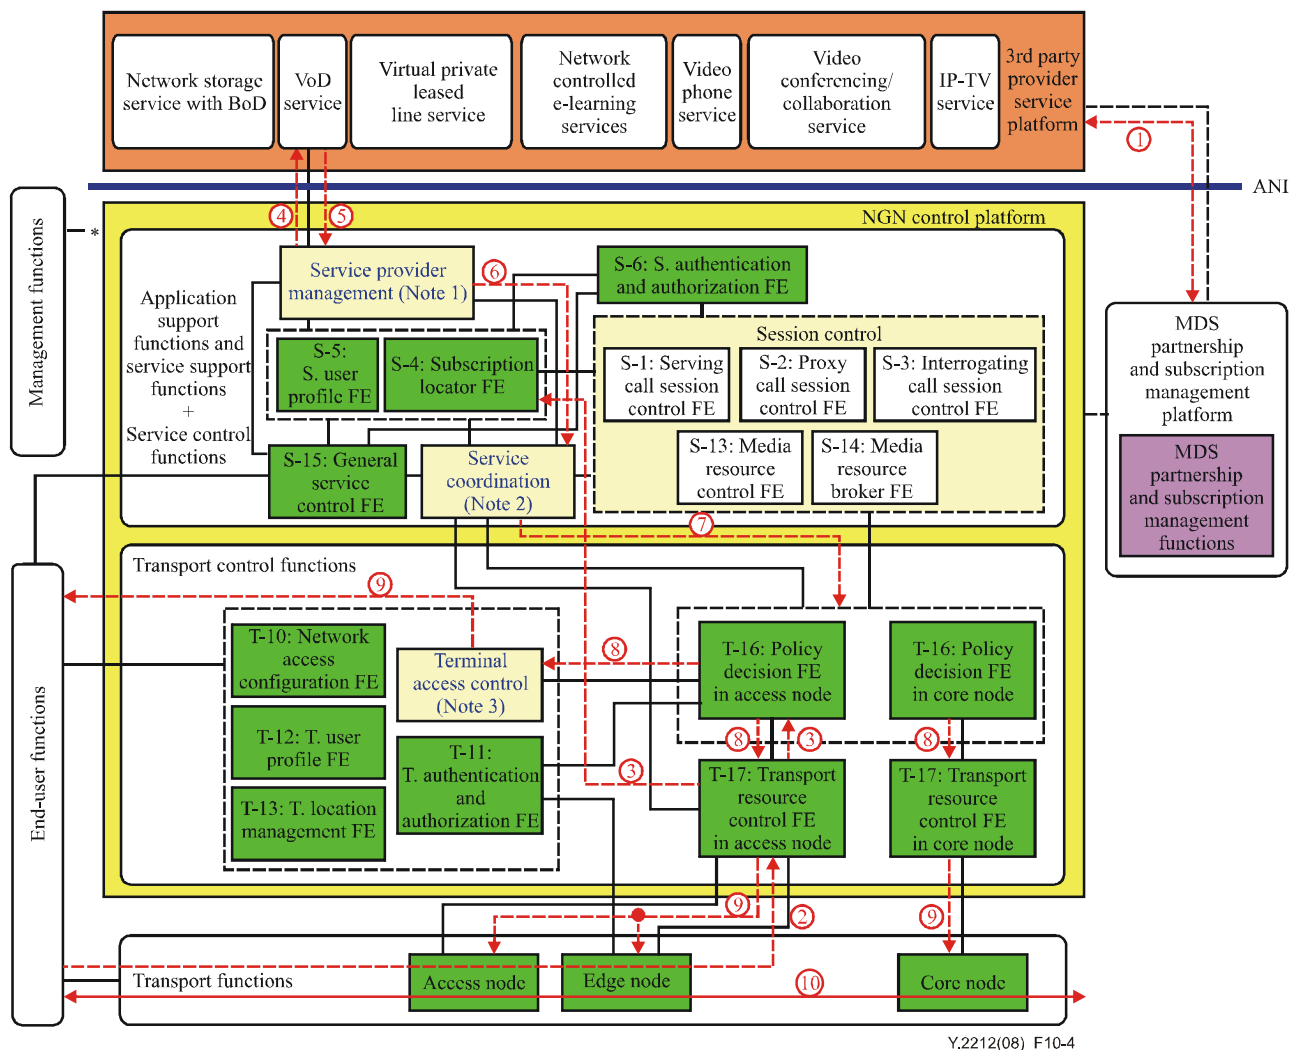 Network storage
service with BoD
VoD
service
Virtual private
leased
line service
Network
controlled
e-learning
services
Video
phone
service
Video
conferencing/
collaboration
service
IP-TV
service
3rd party
provider
service
platform
1
ANI
Management functions
*
4
5
NGN control platform
Service provider
management (Note 1)
6
S-6: S. authentication
and authorization FE
Application
support
functions and
service support
functions
+
Service control
functions
S-5:
S. user
profile FE
S-4: Subscription
locator FE
Session control
S-1: Serving
call session
control FE
S-2: Proxy
call session
control FE
S-3: Interrogating
call session
control FE
S-13: Media
resource
control FE
S-14: Media
resource
broker FE
S-15: General
service
control FE
Service
coordination
(Note 2)
MDS
partnership
and subscription
management
platform
MDS
partnership
and subscription
management
functions
7
End-user functions
Transport control functions
9
T-10: Network
access
configuration FE
Terminal
access control
(Note 3)
8
T-16: Policy
decision FE
in access node
T-16: Policy
decision FE
in core node
T-12: T. user
profile FE
T-11:
T. authentication
and
authorization FE
T-13: T. location
management FE
3
8
3
8
T-17: Transport
resource
control FE
in access node
T-17: Transport
resource
control FE
in core node
9
2
9
Transport functions
Access node
Edge node
Core node
10
Y.2212(08)_F10-4